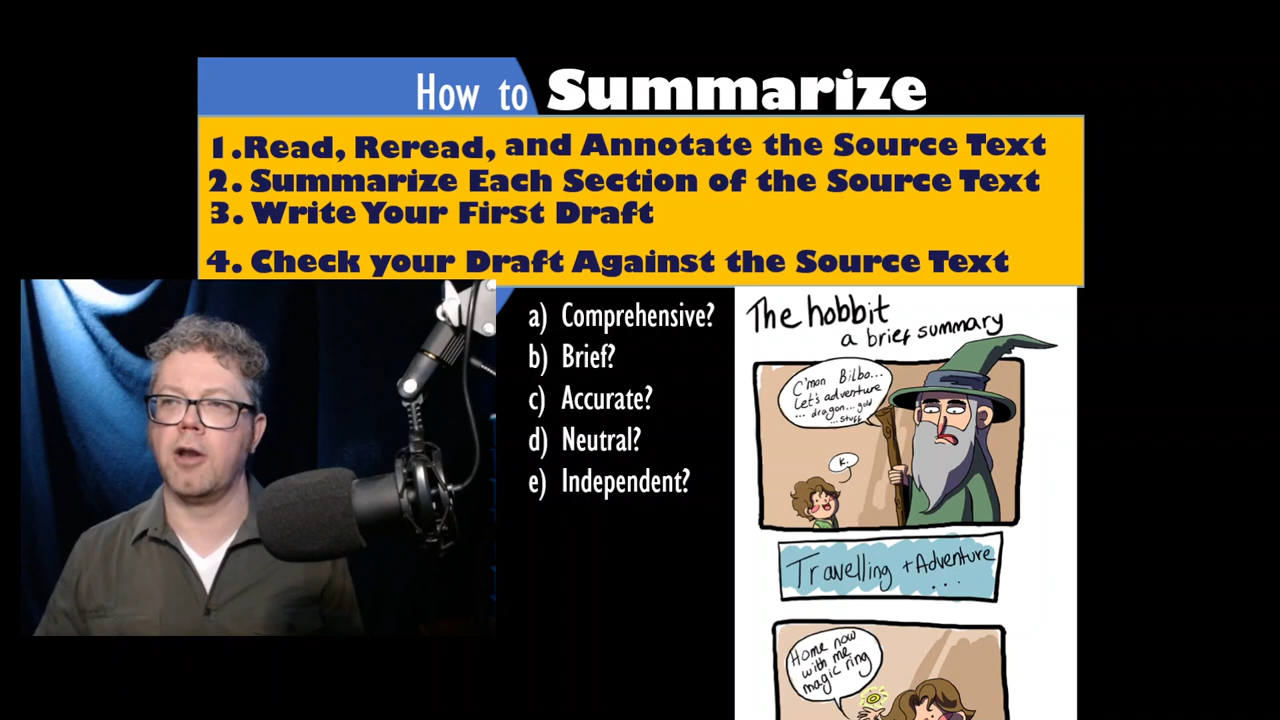 How to Summarize
1.Read, Reread, and Annotate the Source Text
2. Summarize Each Section of the Source Text
3. Write Your First Draft
4. Check your Draft Against the Source Text
a) Comprehensive?
b) Brief?
c) Accurate?
d) Neutral?
e) Independent?
The hobbit
a brief summary
C'mon Bilbo...
Let's adventure
... dragon... gold
... stuff
K.
Travelling + Adventure
...
Home now
with me
magic ring